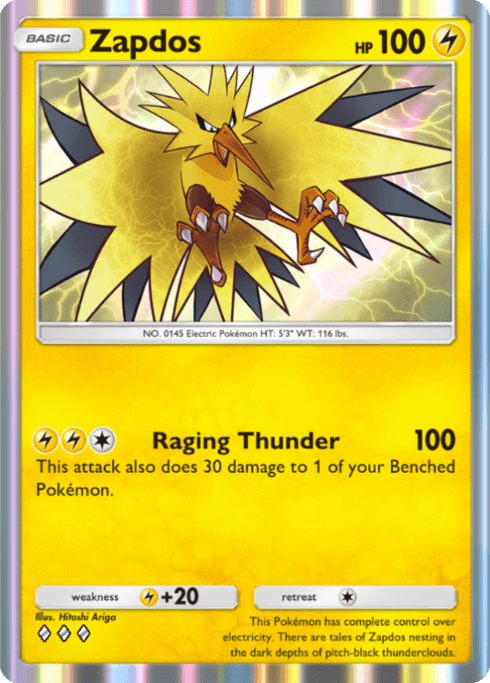 BASIC Zapdos HP 100
NO. 0145 Electric Pokémon HT: 5'3" WT: 116 lbs.
Raging Thunder 100
This attack also does 30 damage to 1 of your Benched
Pokémon.
weakness +20 retreat
Illus. Hitoshi Ariga
This Pokémon has complete control over
electricity. There are tales of Zapdos nesting in
the dark depths of pitch-black thunderclouds.